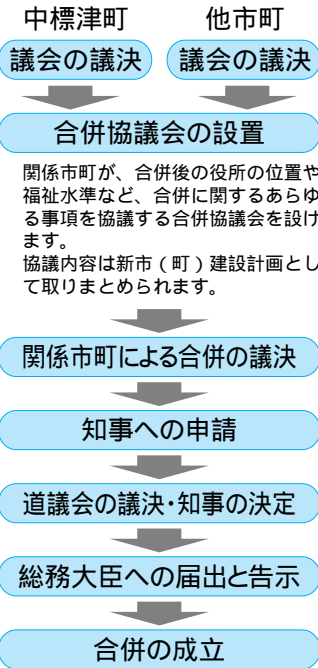 中標津町 他市町
議会の議決 議会の議決
合併協議会の設置
関係市町が、合併後の役所の位置や
福祉水準など、合併に関するあらゆ
る事項を協議する合併協議会を設け
ます。
協議内容は新市(町)建設計画とし
て取りまとめられます。
関係市町による合併の議決
知事への申請
道議会の議決・知事の決定
総務大臣への届出と告示
合併の成立